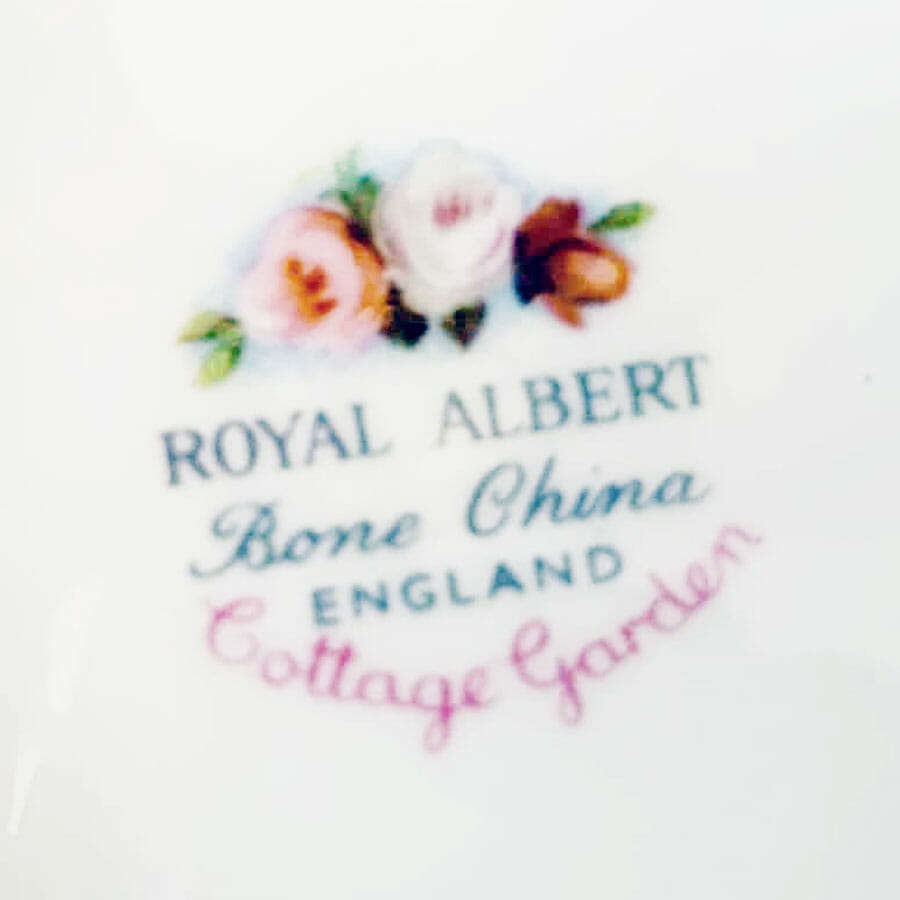 ROYAL ALBERT
Bone China
ENGLAND
Cottage Garden